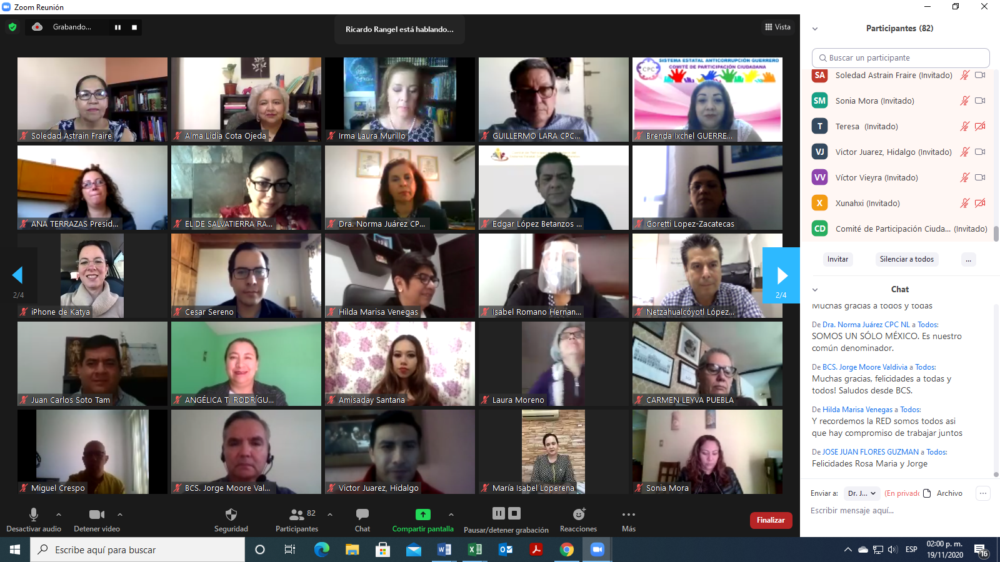 Zoom Reunión
Grabando...
Ricardo Rangel está hablando...
Vista
SISTEMA ESTATAL ANTICORRUPCIÓN GUERRERO
COMITÉ DE PARTICIPACIÓN CIUDADANA
CPC
Soledad Astrain Fraire
Alma Lidia Cota Ojeda
Irma Laura Murillo
GUILLERMO LARA CPC...
Brenda Ixchel GUERRE...
ANA TERRAZAS Presid...
ELIDE SALVATIERRA RA...
Dra. Norma Juárez CP...
Edgar López Betanzos ...
Goretti Lopez-Zacatecas
2/4
iPhone de Katya
Cesar Sereno
Hilda Marisa Venegas
Isabel Romano Hernan...
Netzahualcóyotl López...
2/4
Juan Carlos Soto Tam
ANGÉLICA T. RODRÍGU...
Amisaday Santana
Laura Moreno
CARMEN LEYVA PUEBLA
Miguel Crespo
BCS. Jorge Moore Val...
Victor Juarez, Hidalgo
María Isabel Loperena
Sonia Mora
Desactivar audio
Detener video
Seguridad
82
Participantes
Chat
Compartir pantalla
Pausar/detener grabación
Reacciones
Más
Finalizar
Participantes (82)
Buscar un participante
SA Soledad Astrain Fraire (Invitado)
SM Sonia Mora (Invitado)
T Teresa (Invitado)
VJ Victor Juarez, Hidalgo (Invitado)
VV Víctor Vieyra (Invitado)
X Xunahxi (Invitado)
CD Comité de Participación Ciuda... (Invitado)
Invitar
Silenciar a todos
...
Chat
Muchas gracias a todos y todas
De Dra. Norma Juárez CPC NL a Todos:
SOMOS UN SÓLO MÉXICO. Es nuestro
común denominador.
De BCS. Jorge Moore Valdivia a Todos:
Muchas gracias, felicidades a todas y
todos! Saludos desde BCS.
De Hilda Marisa Venegas a Todos:
Y recordemos la RED somos todos asi
que hay compromiso de trabajar juntos
De JOSE JUAN FLORES GUZMAN a Todos:
Felicidades Rosa Maria y Jorge
Enviar a: Dr. J... (En privado Archivo
Escribir mensaje aquí...
Escribe aquí para buscar
ESP
02:00 p. m.
19/11/2020
16